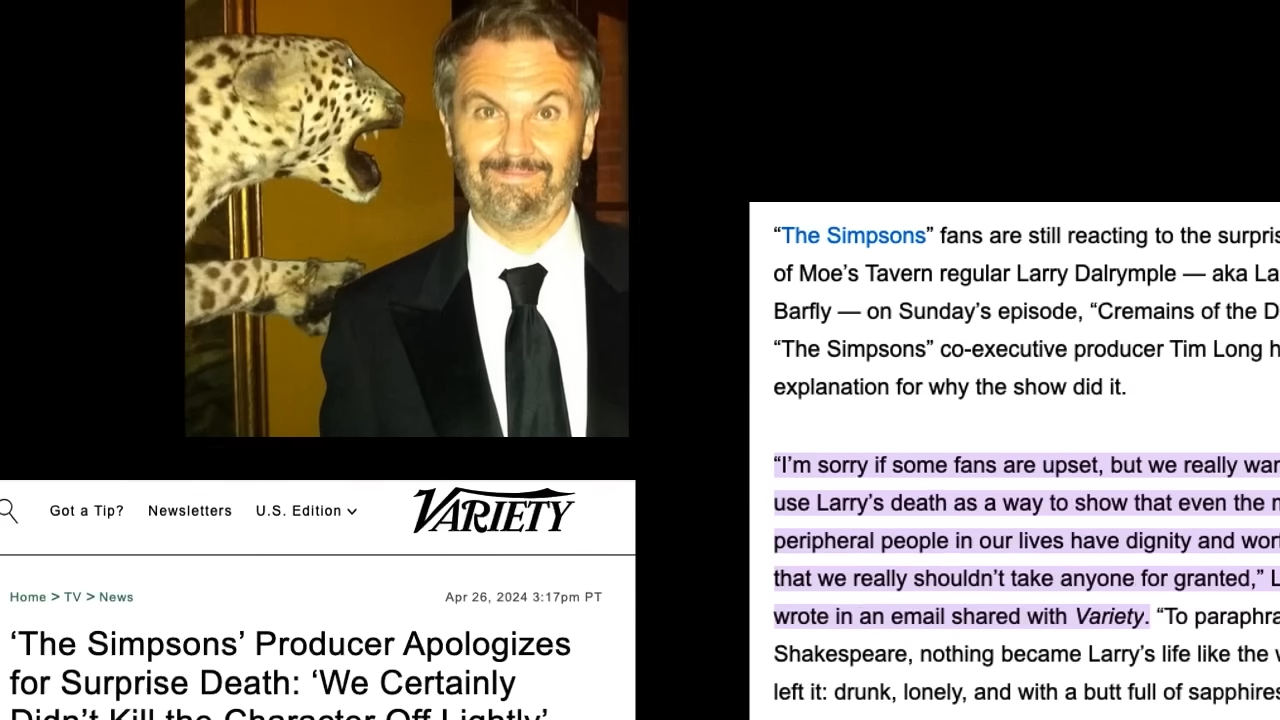 Got a Tip? Newsletters U.S. Edition VARIETY
Home > TV > News Apr 26, 2024 3:17pm PT
‘The Simpsons’ Producer Apologizes
for Surprise Death: ‘We Certainly
Didn’t Kill the Character Off Lightly’
“The Simpsons” fans are still reacting to the
of Moe’s Tavern regular Larry Dalrymple — aka
Barfly — on Sunday’s episode, “Cremains of the
“The Simpsons” co-executive producer Tim Long
explanation for why the show did it.
“I’m sorry if some fans are upset, but we really
use Larry’s death as a way to show that even the
peripheral people in our lives have dignity and
that we really shouldn’t take anyone for granted,”
wrote in an email shared with Variety. “To
Shakespeare, nothing became Larry’s life like the
left it: drunk, lonely, and with a butt full of sapphires